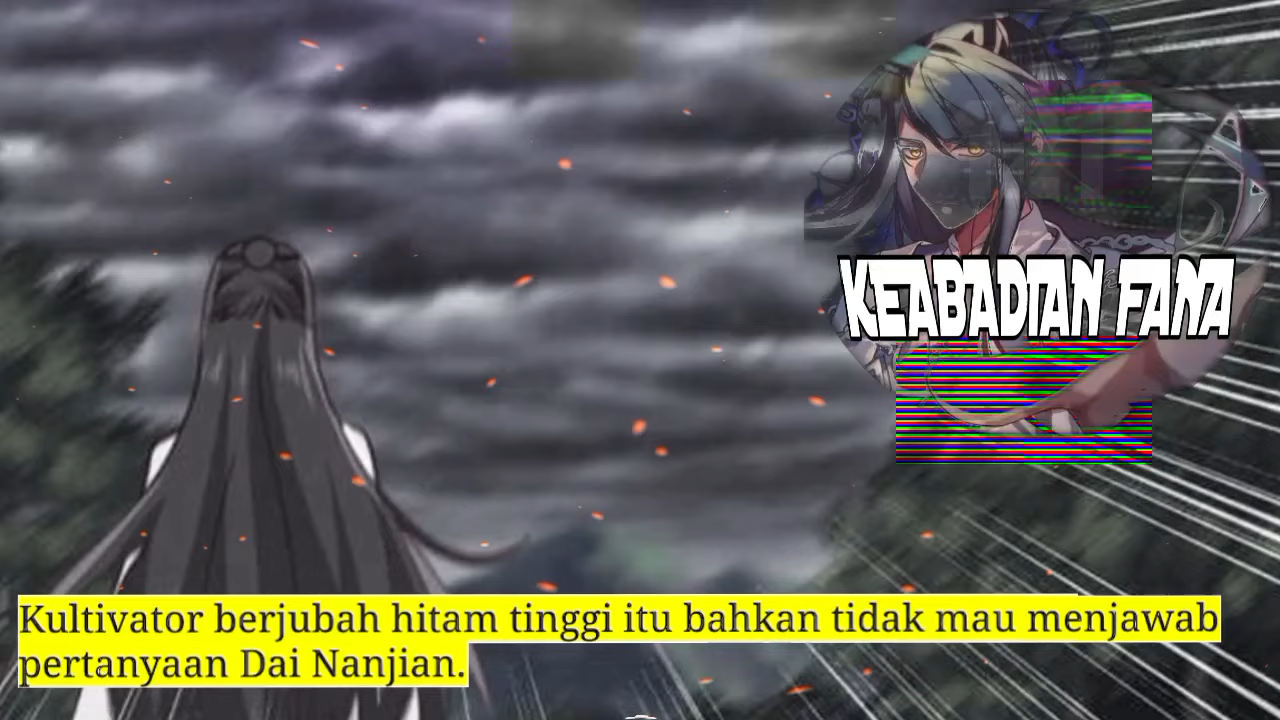 KEABADIAN FANA
Kultivator berjubah hitam tinggi itu bahkan tidak mau menjawab
pertanyaan Dai Nanjian.